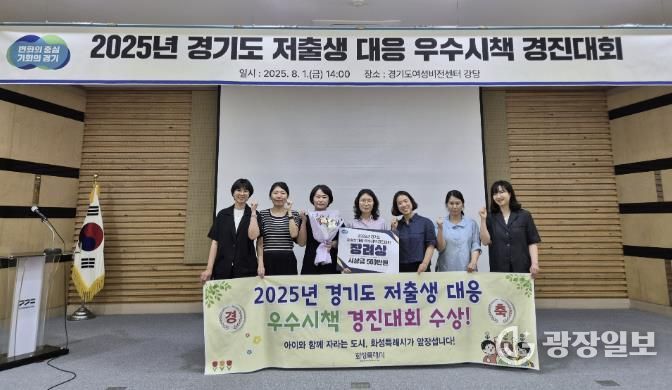 변화의 중심
기회의 경기
2025년 경기도 저출생 대응 우수시책 경진대회
일시 : 2025. 8. 1.(금) 14:00 장소 : 경기도여성비전센터 강당
장려상
시상금 50만원
2025년 경기도 저출생 대응
우수시책 경진대회 수상!
경
축
아이와 함께 자라는 도시, 화성특례시가 앞장섭니다!
화성특례시
광장일보